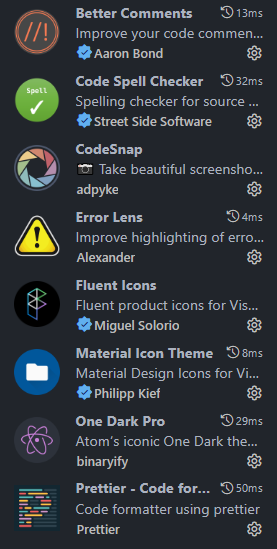 Better Comments 13ms
Improve your code commen...
Aaron Bond
Spell
Code Spell Checker 32ms
Spelling checker for source ...
Street Side Software
CodeSnap
📷 Take beautiful screensho...
adpyke
Error Lens 4ms
Improve highlighting of erro...
Alexander
Fluent Icons
Fluent product icons for Vis...
Miguel Solorio
Material Icon Theme 8ms
Material Design Icons for Vi...
Philipp Kief
One Dark Pro 29ms
Atom's iconic One Dark the...
binaryify
Prettier - Code for... 50ms
Code formatter using prettier
Prettier